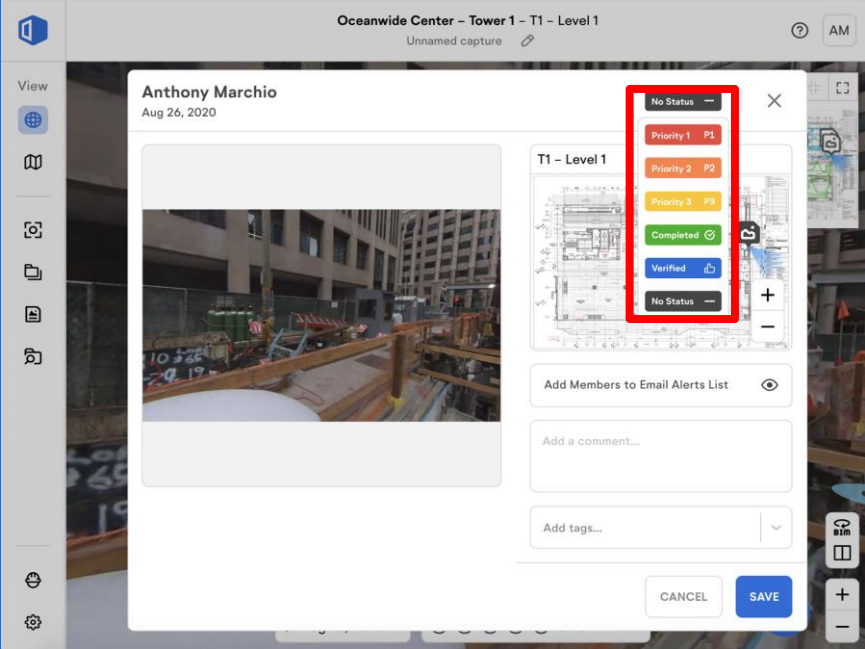 Oceanwide Center – Tower 1 – T1 – Level 1
Unnamed capture
AM
View
Anthony Marchio
Aug 26, 2020
No Status
Priority 1 P1
Priority 2 P2
Priority 3 P3
Completed
Verified
No Status
T1 – Level 1
Add Members to Email Alerts List
Add a comment...
Add tags...
CANCEL
SAVE
BIM